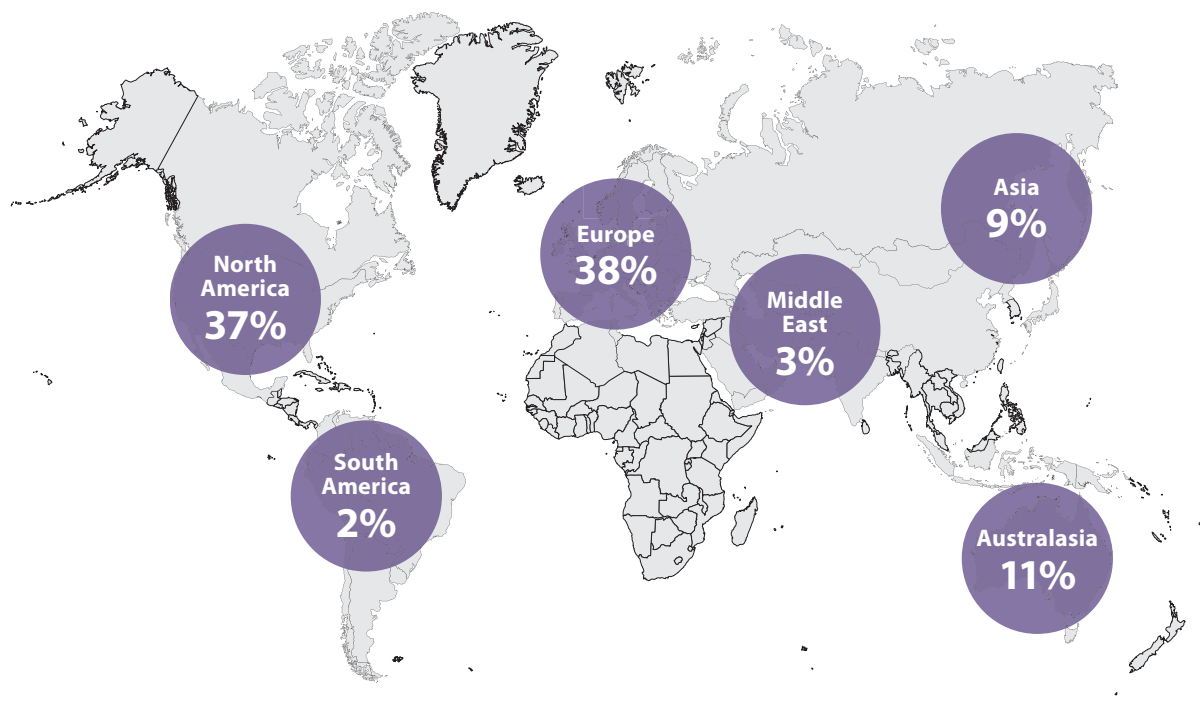 North
America
37%
South
America
2%
Europe
38%
Middle
East
3%
Asia
9%
Australasia
11%